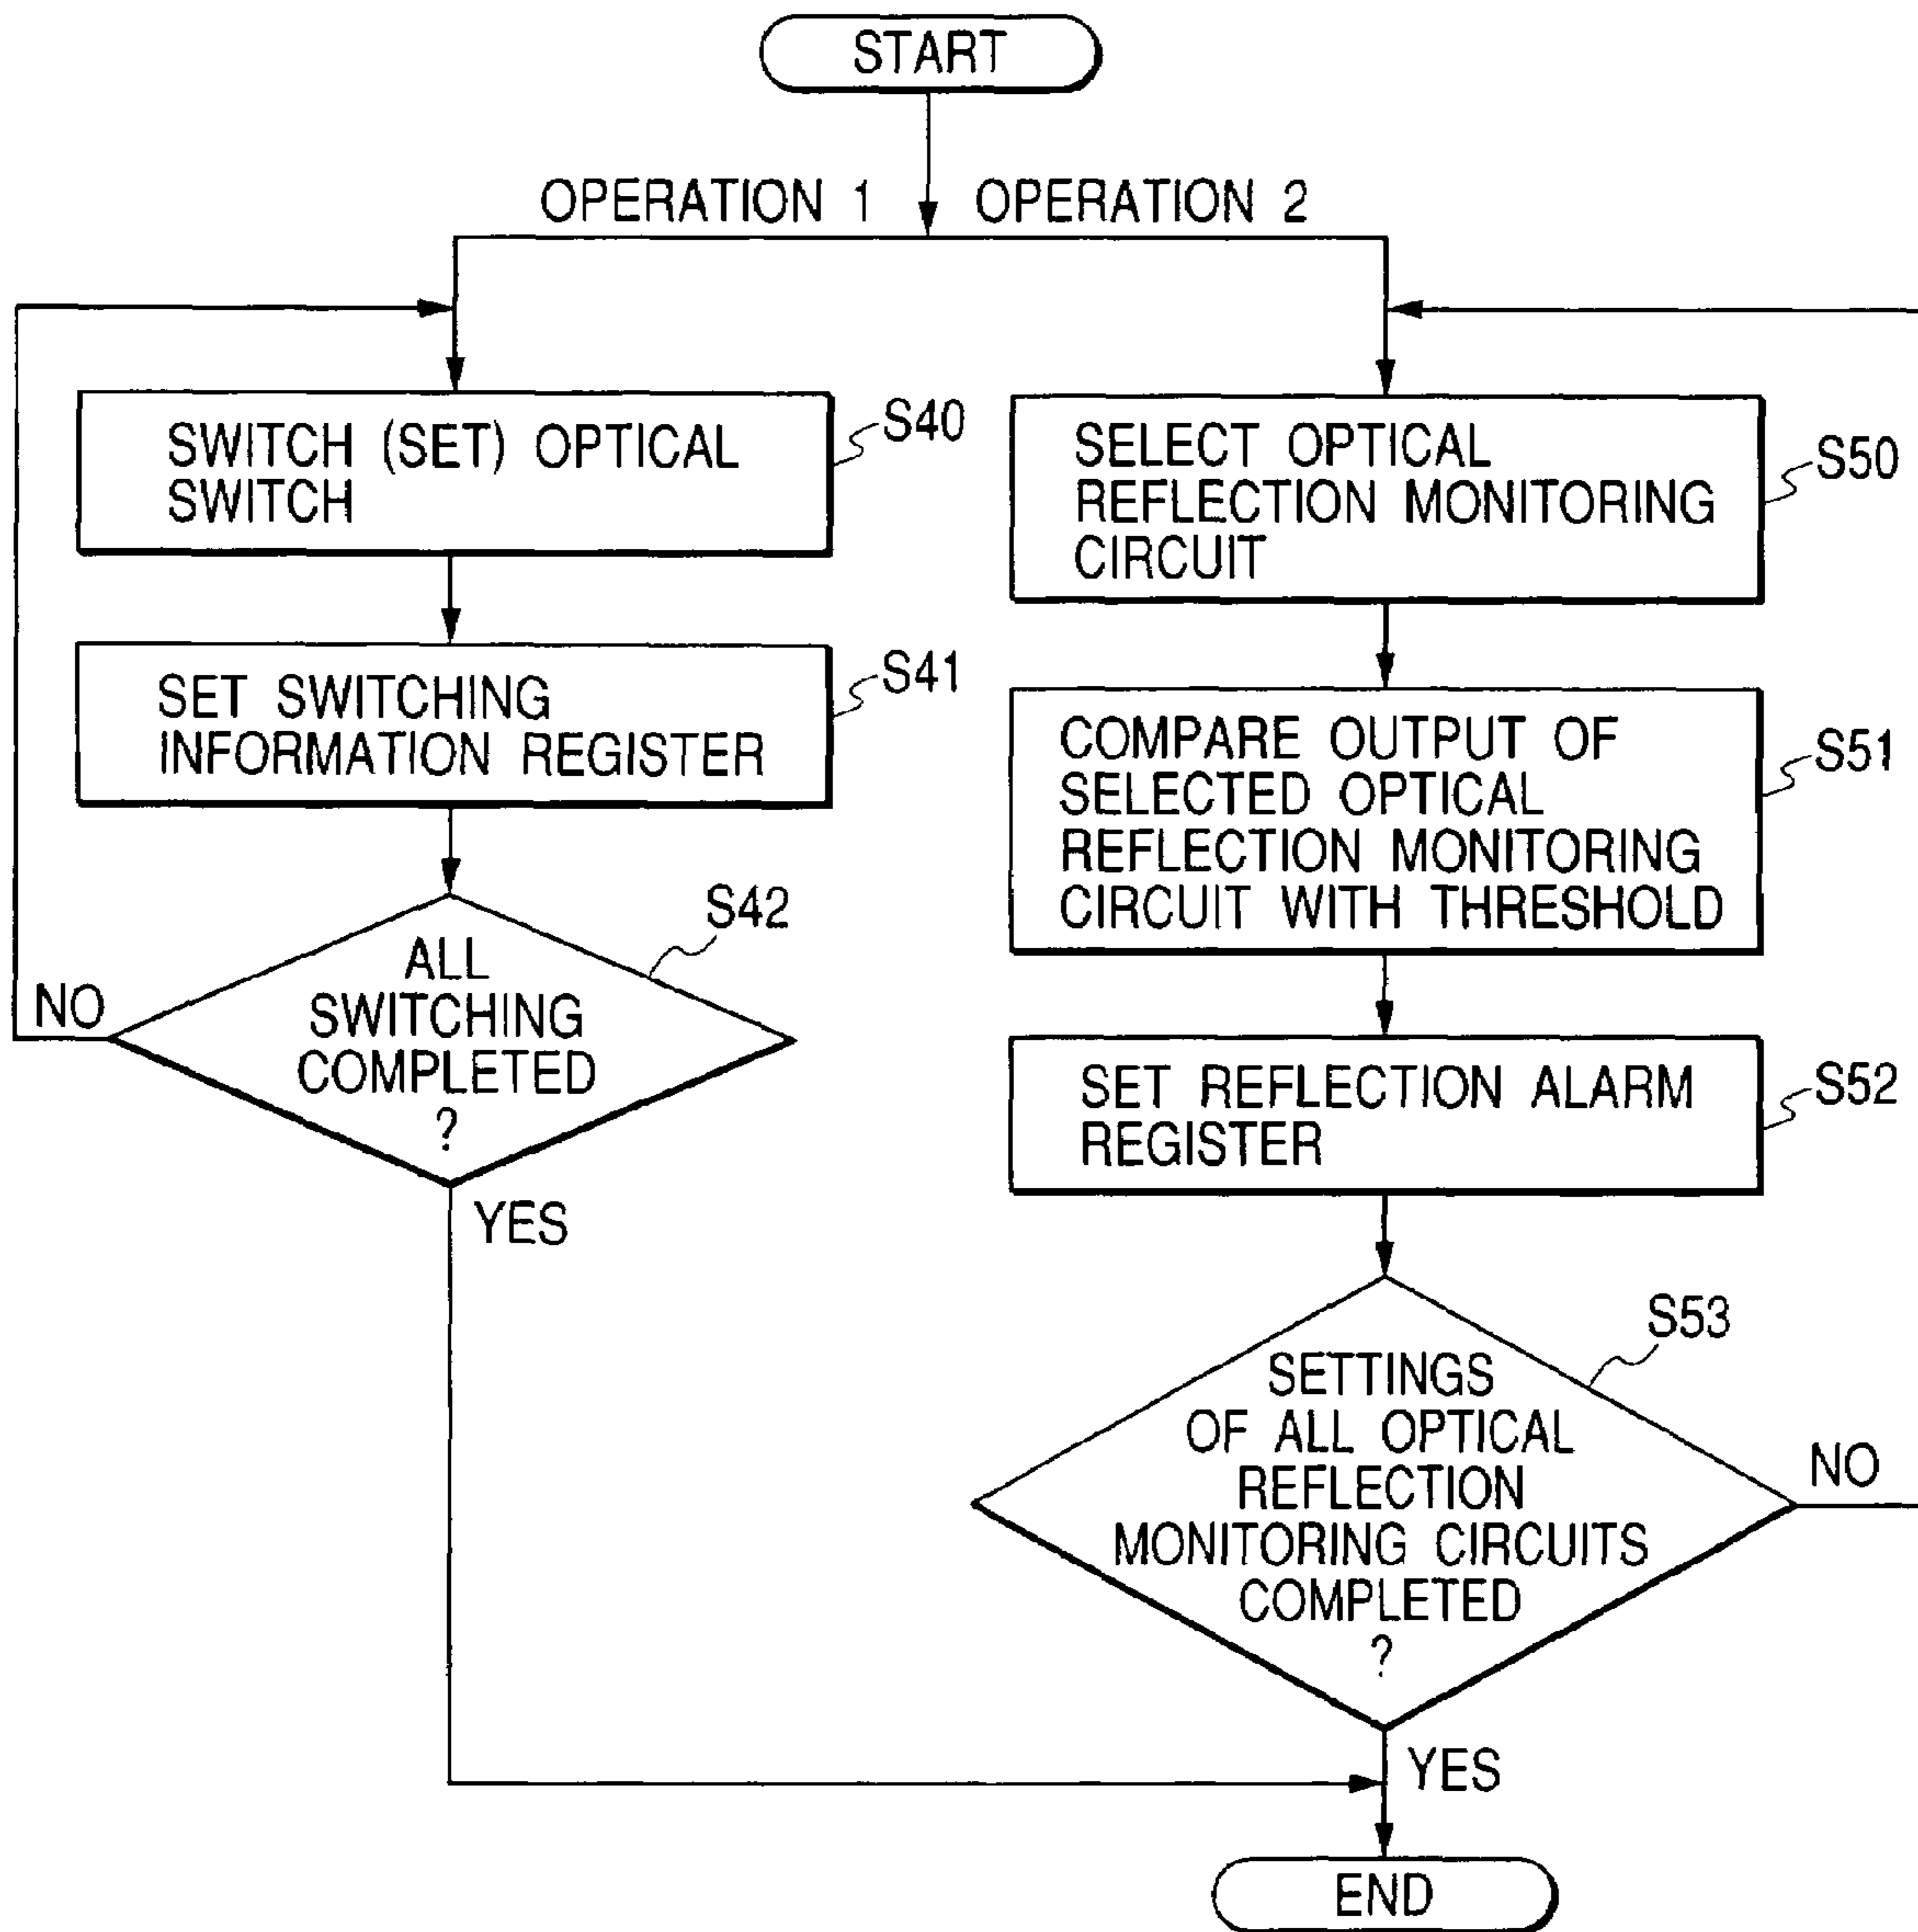 START
OPERATION 1
OPERATION 2
SWITCH (SET) OPTICAL
SWITCH
S40
SET SWITCHING
INFORMATION REGISTER
S41
ALL
SWITCHING
COMPLETED
?
S42
NO
YES
SELECT OPTICAL
REFLECTION MONITORING
CIRCUIT
S50
COMPARE OUTPUT OF
SELECTED OPTICAL
REFLECTION MONITORING
CIRCUIT WITH THRESHOLD
S51
SET REFLECTION ALARM
REGISTER
S52
SETTINGS
OF ALL OPTICAL
REFLECTION
MONITORING CIRCUITS
COMPLETED
?
S53
NO
YES
END